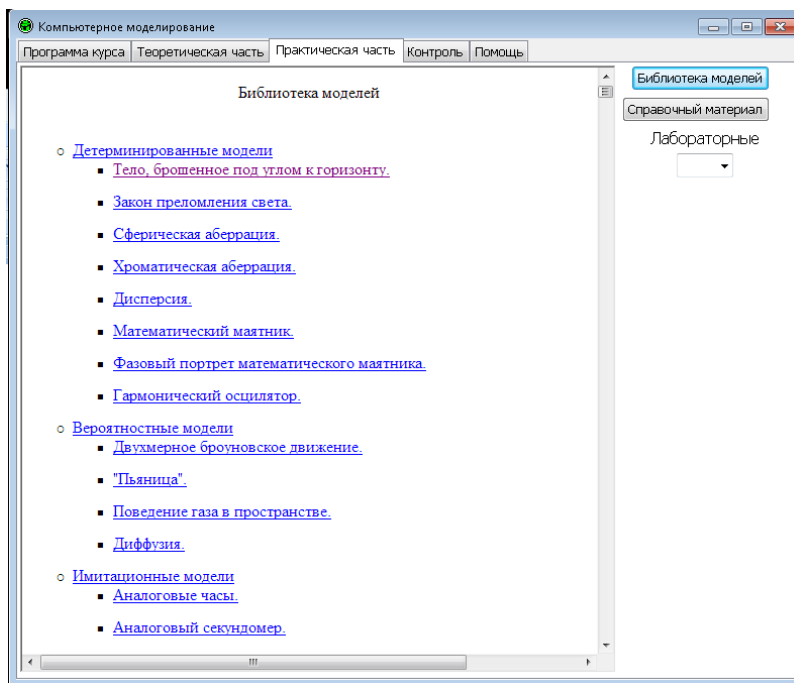 Компьютерное моделирование
Программа курса Теоретическая часть Практическая часть Контроль Помощь
Библиотека моделей
Справочный материал
Лабораторные
Библиотека моделей
Детерминированные модели
Тело, брошенное под углом к горизонту.
Закон преломления света.
Сферическая аберрация.
Хроматическая аберрация.
Дисперсия.
Математический маятник.
Фазовый портрет математического маятника.
Гармонический осцилятор.
Вероятностные модели
Двухмерное броуновское движение.
"Пьяница".
Поведение газа в пространстве.
Диффузия.
Имитационные модели
Аналоговые часы.
Аналоговый секундомер.